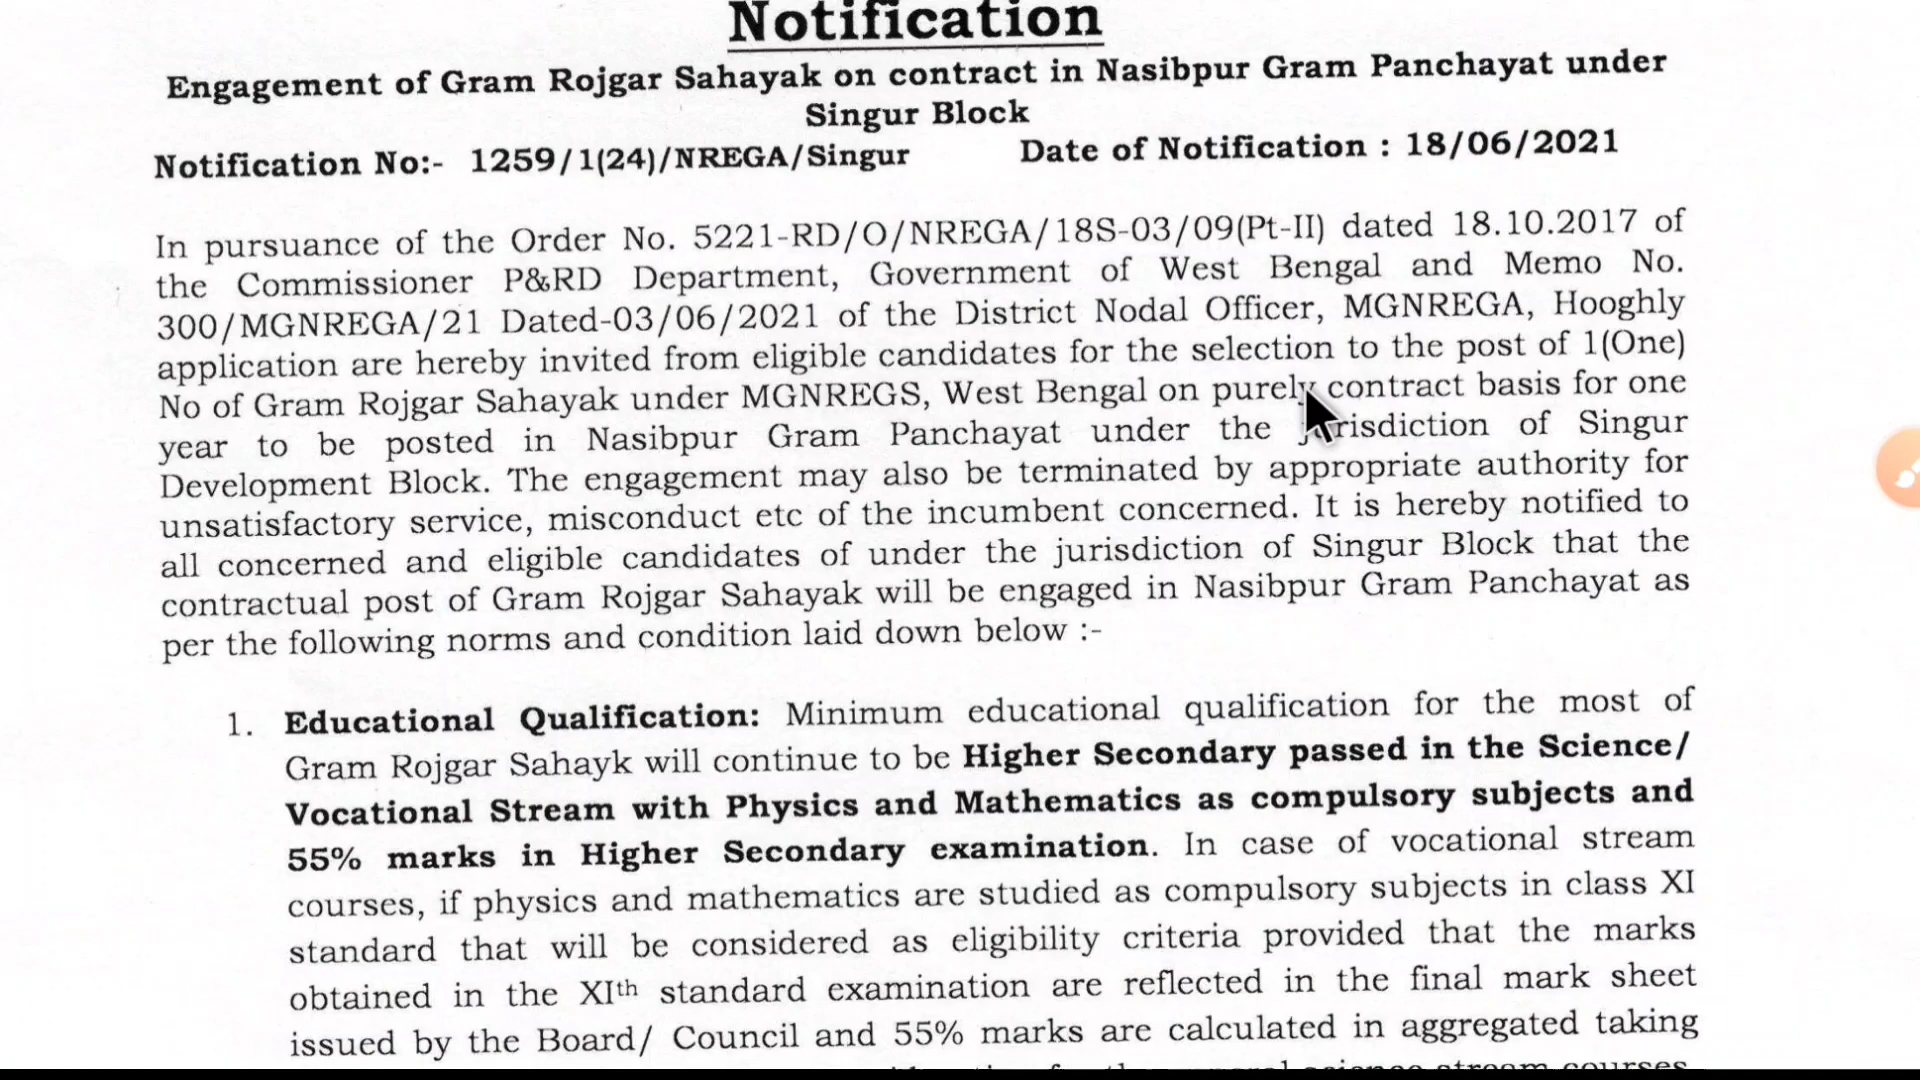 Notification
Engagement of Gram Rojgar Sahayak on contract in Nasibpur Gram Panchayat under
Singur Block
Notification No:- 1259/1(24)/NREGA/Singur Date of Notification : 18/06/2021
In pursuance of the Order No. 5221-RD/O/NREGA/18S-03/09(Pt-II) dated 18.10.2017 of
the Commissioner P&RD Department, Government of West Bengal and Memo No.
300/MGNREGA/21 Dated-03/06/2021 of the District Nodal Officer, MGNREGA, Hooghly
application are hereby invited from eligible candidates for the selection to the post of 1(One)
No of Gram Rojgar Sahayak under MGNREGS, West Bengal on purely contract basis for one
year to be posted in Nasibpur Gram Panchayat under the jurisdiction of Singur
Development Block. The engagement may also be terminated by appropriate authority for
unsatisfactory service, misconduct etc of the incumbent concerned. It is hereby notified to
all concerned and eligible candidates of under the jurisdiction of Singur Block that the
contractual post of Gram Rojgar Sahayak will be engaged in Nasibpur Gram Panchayat as
per the following norms and condition laid down below :-
1. Educational Qualification: Minimum educational qualification for the most of
Gram Rojgar Sahayk will continue to be Higher Secondary passed in the Science/
Vocational Stream with Physics and Mathematics as compulsory subjects and
55% marks in Higher Secondary examination. In case of vocational stream
courses, if physics and mathematics are studied as compulsory subjects in class XI
standard that will be considered as eligibility criteria provided that the marks
obtained in the XIth standard examination are reflected in the final mark sheet
issued by the Board/ Council and 55% marks are calculated in aggregated taking
science stream courses